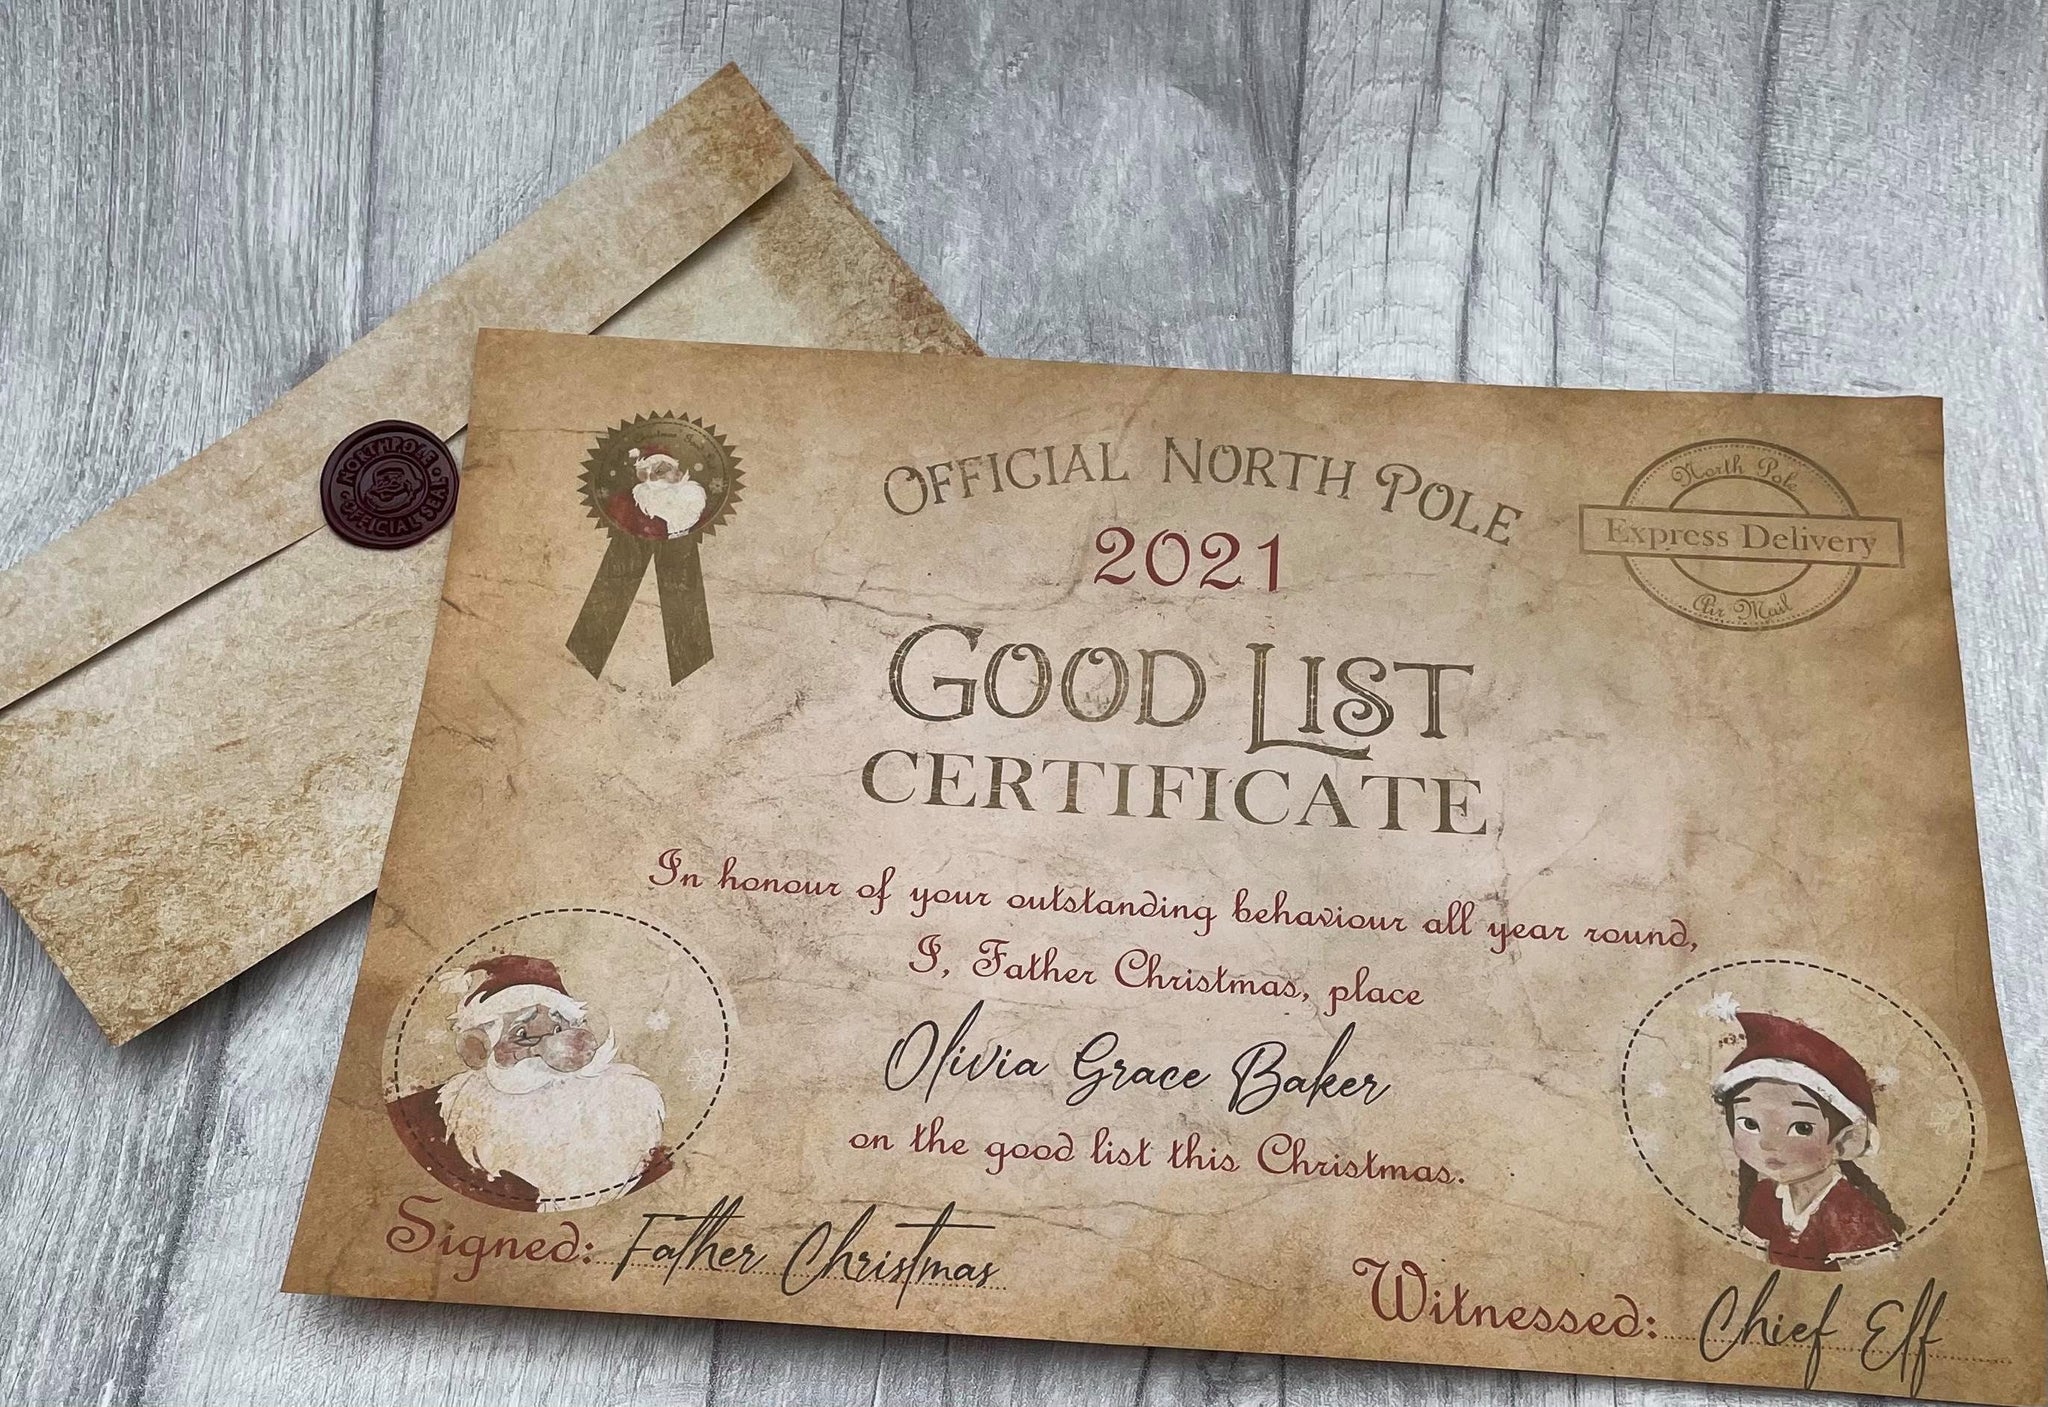 NORTHPOLE
OFFICIAL SEAL
OFFICIAL NORTH POLE
2021
GOOD LIST
CERTIFICATE
North Pole
Express Delivery
Air Mail
In honour of your outstanding behaviour all year round,
I, Father Christmas, place
Olivia Grace Baker
on the good list this Christmas.
Signed: Father Christmas
Witnessed: Chief Elf